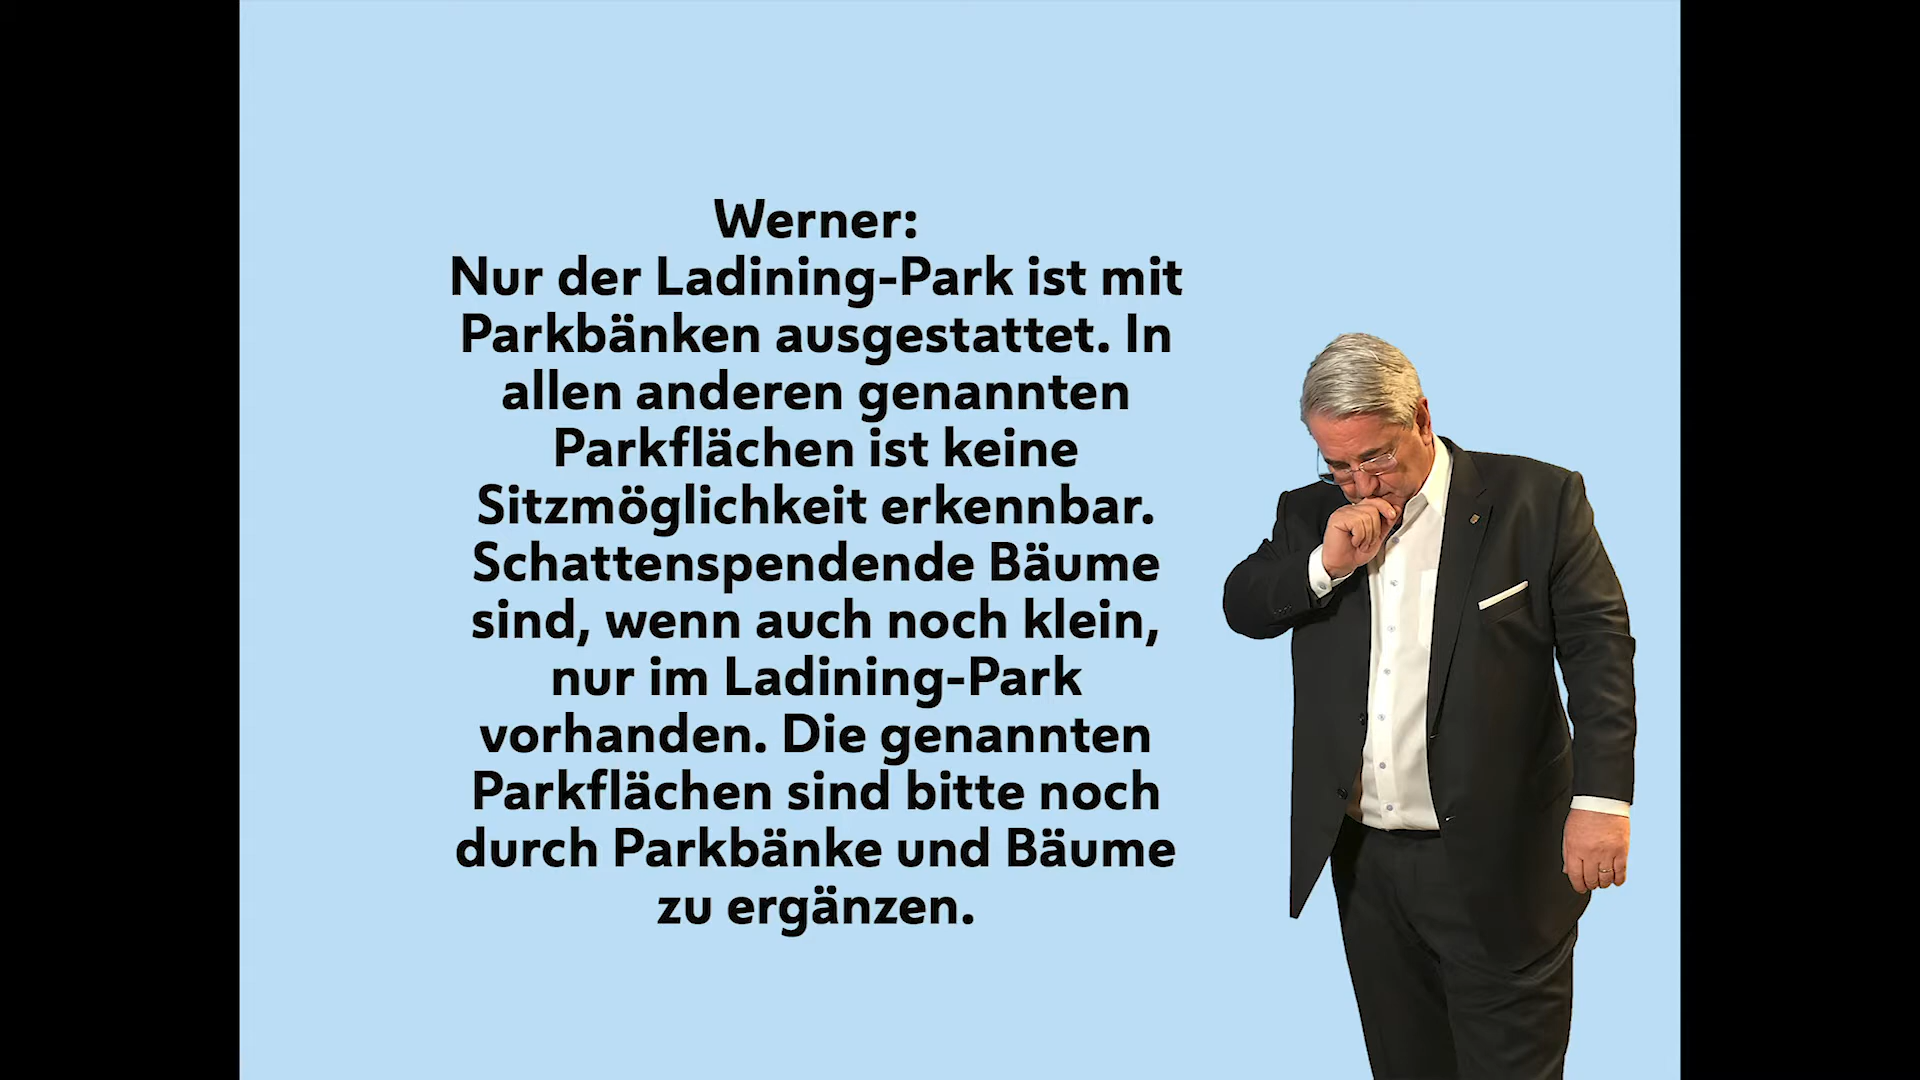 Werner:
Nur der Ladining-Park ist mit
Parkbänken ausgestattet. In
allen anderen genannten
Parkflächen ist keine
Sitzmöglichkeit erkennbar.
Schattenspendende Bäume
sind, wenn auch noch klein,
nur im Ladining-Park
vorhanden. Die genannten
Parkflächen sind bitte noch
durch Parkbänke und Bäume
zu ergänzen.